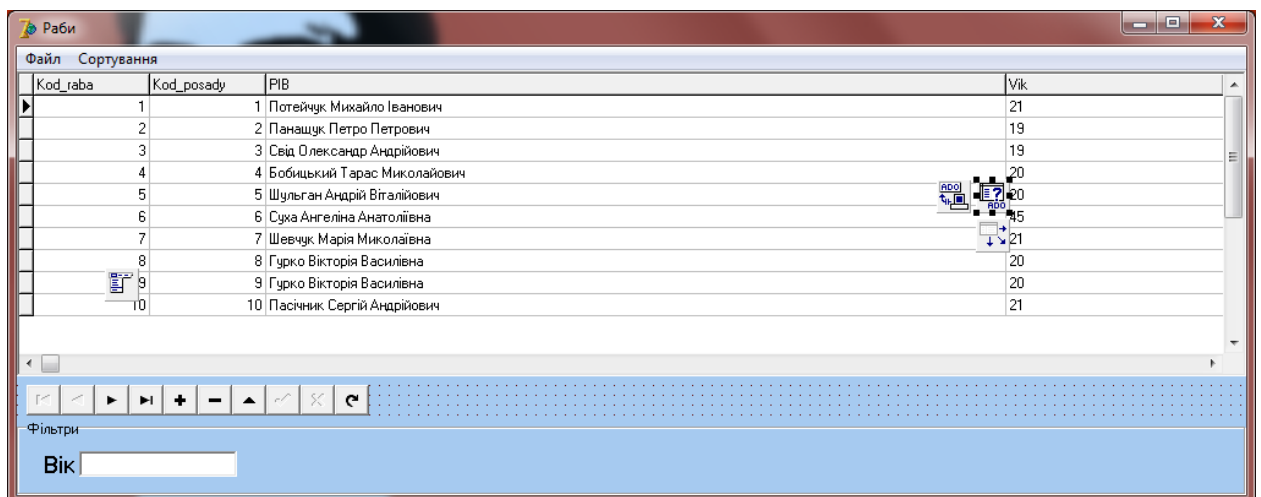 Раби
Файл Сортування
Kod_raba Kod_posady PIB Vik
1 1 Потейчук Михайло Іванович 21
2 2 Панащук Петро Петрович 19
3 3 Свід Олександр Андрійович 19
4 4 Бобицький Тарас Миколайович 20
5 5 Шульган Андрій Віталійович 20
6 6 Суха Ангеліна Анатоліївна 45
7 7 Шевчук Марія Миколаївна 21
8 8 Гурко Вікторія Василівна 20
9 9 Гурко Вікторія Василівна 20
10 10 Пасічник Сергій Андрійович 21
ADO
? ADO
Фільтри
Вік